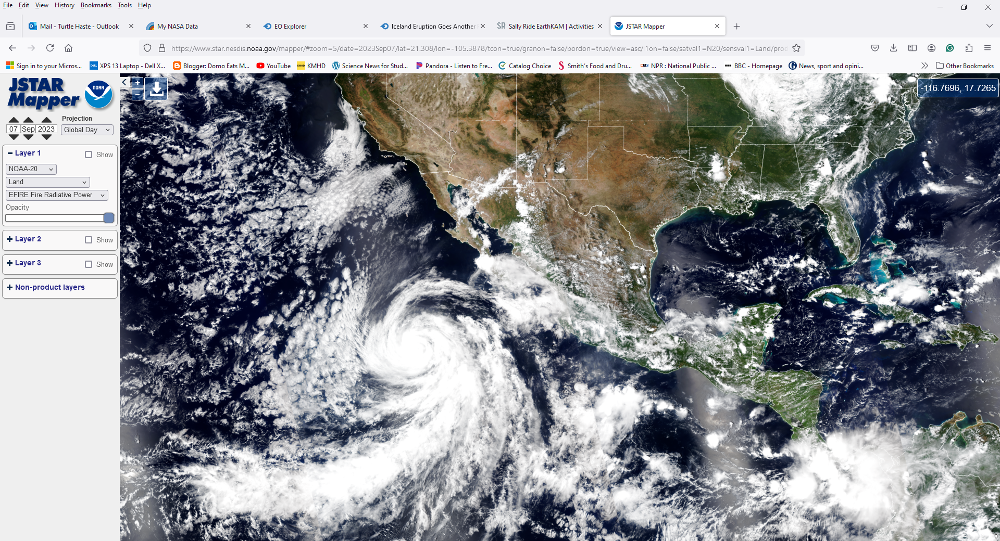 File Edit View History Bookmarks Tools Help
Mail - Turtle Haste - Outlook
My NASA Data
EO Explorer
Iceland Eruption Goes Another
Sally Ride EarthKAM | Activities
JSTAR Mapper
https://www.star.nesdis.noaa.gov/mapper/#zoom=5/date=2023Sep07/lat=21.308/lon=-105.3878/tcon=true/granon=false/bordon=true/view=asc/l1on=false/satval1=N20/sensval1=Land/prod
Sign in to your Micros...
DELL
XPS 13 Laptop - Dell X...
Blogger: Domo Eats M...
YouTube
KMHD
KMHD
Science News for Stud...
Pandora - Listen to Fre...
Catalog Choice
Smith's Food and Dru...
NPR : National Public ...
BBC - Homepage
News, sport and opini...
Other Bookmarks
JSTAR
Mapper
NOAA
-116.7696, 17.7265
Projection
07 Sep 2023
Global Day
Layer 1
Show
NOAA-20
Land
EFIRE Fire Radiative Power
Opacity
Layer 2
Show
Layer 3
Show
Non-product layers
0